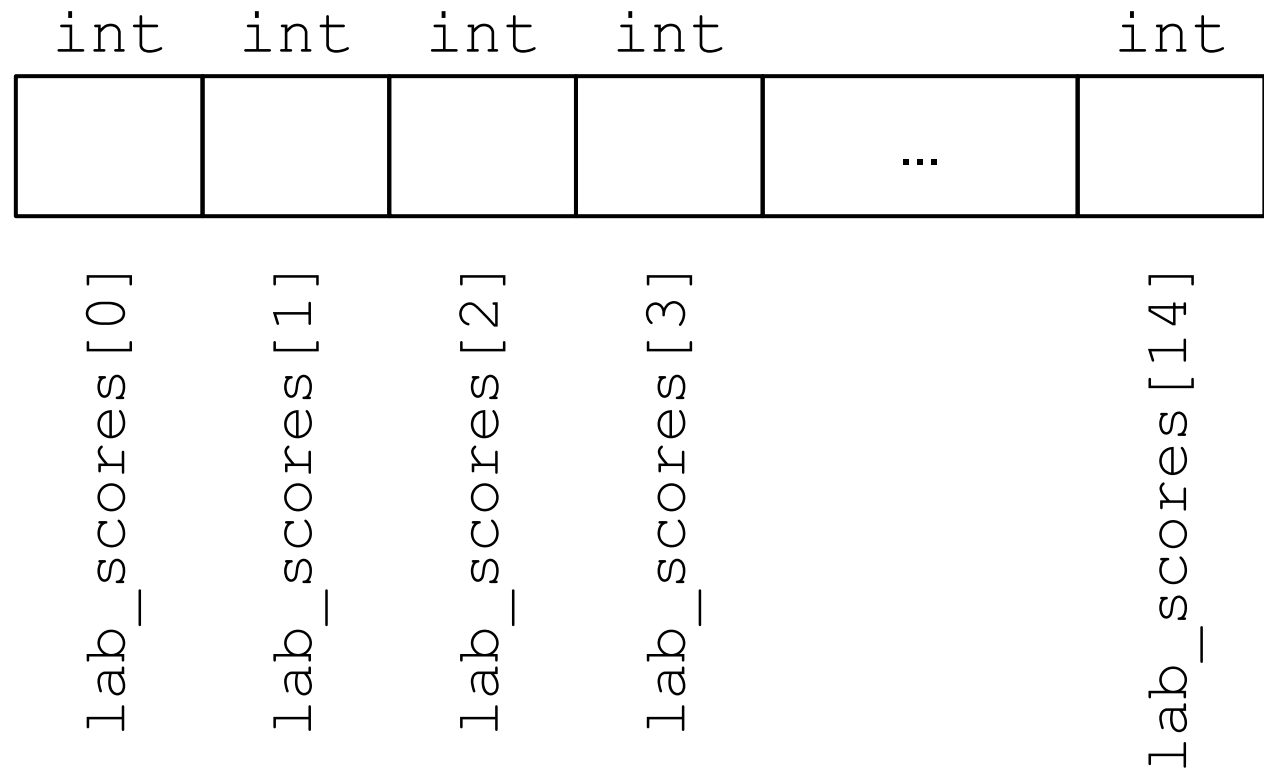 int int int int int
...
lab_scores[0]
lab_scores[1]
lab_scores[2]
lab_scores[3]
lab_scores[14]